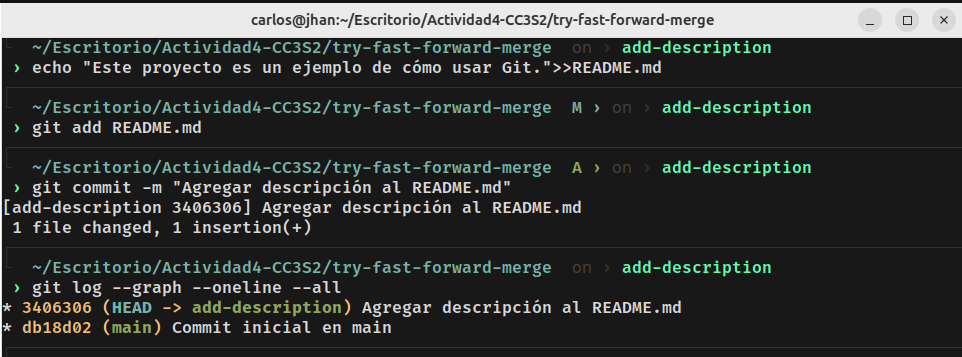 carlos@jhan:~/Escritorio/Actividad4-CC3S2/try-fast-forward-merge
~/Escritorio/Actividad4-CC3S2/try-fast-forward-merge on › add-description
› echo "Este proyecto es un ejemplo de cómo usar Git.">>README.md
~/Escritorio/Actividad4-CC3S2/try-fast-forward-merge M › on › add-description
› git add README.md
~/Escritorio/Actividad4-CC3S2/try-fast-forward-merge A › on › add-description
› git commit -m "Agregar descripción al README.md"
[add-description 3406306] Agregar descripción al README.md
 1 file changed, 1 insertion(+)
~/Escritorio/Actividad4-CC3S2/try-fast-forward-merge on › add-description
› git log --graph --oneline --all
* 3406306 (HEAD -> add-description) Agregar descripción al README.md
* db18d02 (main) Commit inicial en main